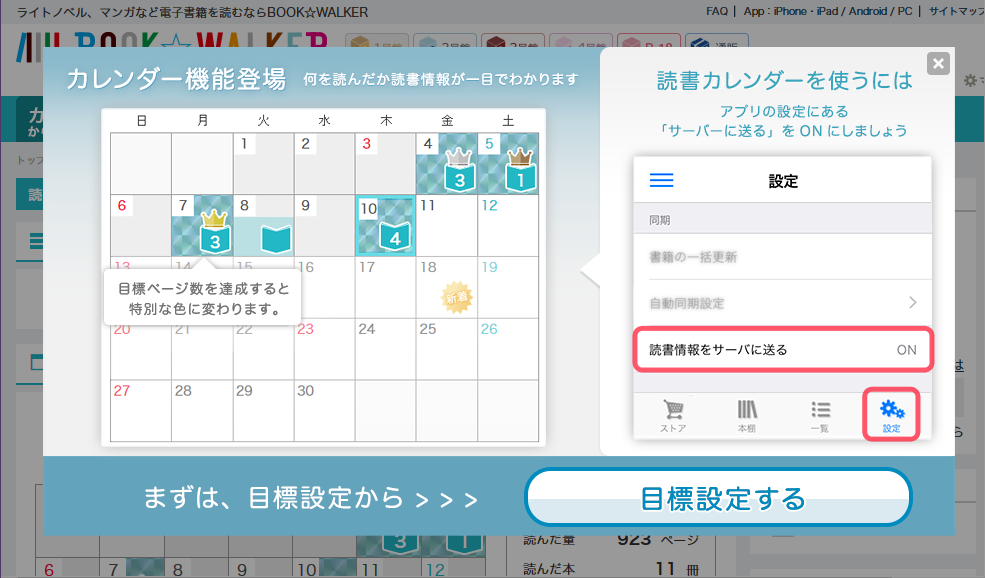 ライトノベル、マンガなど電子書籍を読むならBOOK☆WALKER
FAQ | App : iPhone・iPad / Android / PC | サイトマップ
BOOK☆WALKER
カレンダー機能登場 何を読んだか読書情報が一目でわかります
日 月 火 水 木 金 土
1 2 3 4 5
3 1
6 7 8 9 10 11 12
3 4
13 14 15 16 17 18 19
新着
目標ページ数を達成すると
特別な色に変わります。
20 21 22 23 24 25 26
27 28 29 30
読書カレンダーを使うには
アプリの設定にある
「サーバーに送る」を ON にしましょう
設定
同期
書籍の一括更新
自動同期設定
読書情報をサーバに送る ON
ストア 本棚 一覧 設定
まずは、目標設定から > > >
目標設定する
カ
か
トップ
読
3 1
読んだ量 923 ページ
6 7 8 9 10 11 12
読んだ本 11 冊